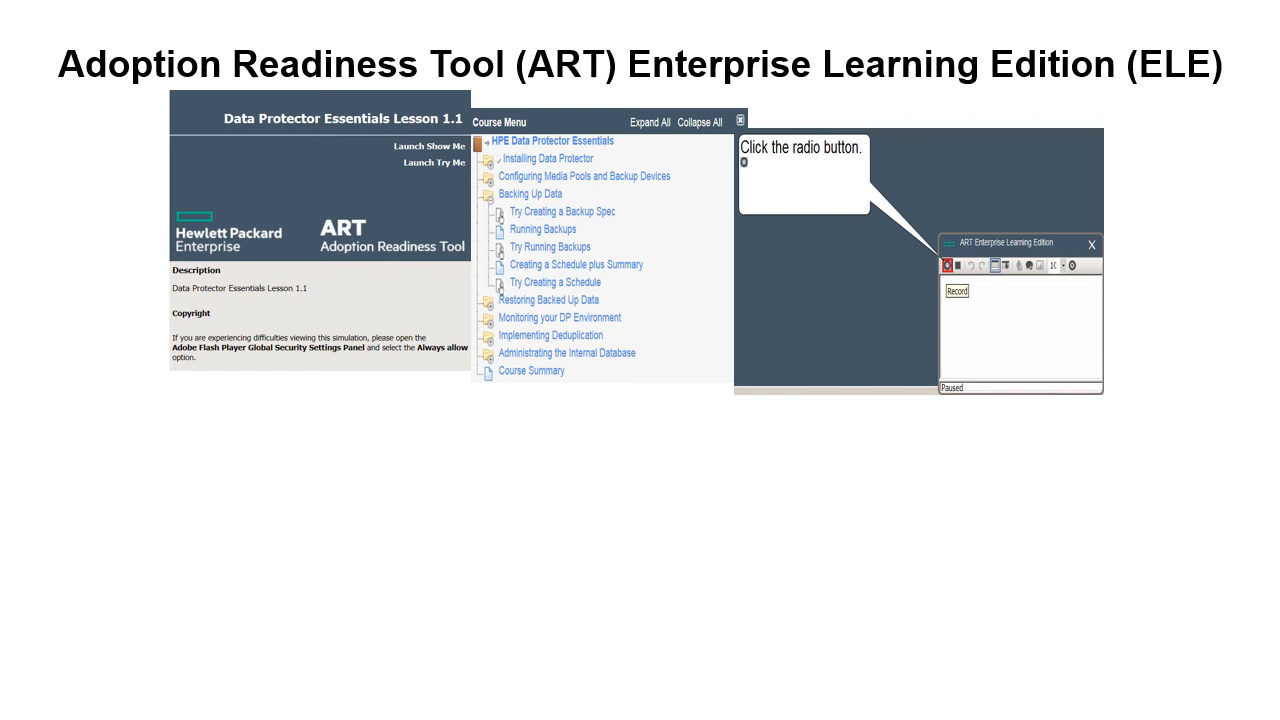 Adoption Readiness Tool (ART) Enterprise Learning Edition (ELE)
Data Protector Essentials Lesson 1.1
Launch Show Me
Launch Try Me
Hewlett Packard
Enterprise
ART
Adoption Readiness Tool
Description
Data Protector Essentials Lesson 1.1
Copyright
If you are experiencing difficulties viewing this simulation, please open the
Adobe Flash Player Global Security Settings Panel and select the Always allow
option.
Course Menu Expand All Collapse All
HPE Data Protector Essentials
Installing Data Protector
Configuring Media Pools and Backup Devices
Backing Up Data
Try Creating a Backup Spec
Running Backups
Try Running Backups
Creating a Schedule plus Summary
Try Creating a Schedule
Restoring Backed Up Data
Monitoring your DP Environment
Implementing Deduplication
Administrating the Internal Database
Course Summary
Click the radio button.
ART Enterprise Learning Edition X
Record
Paused